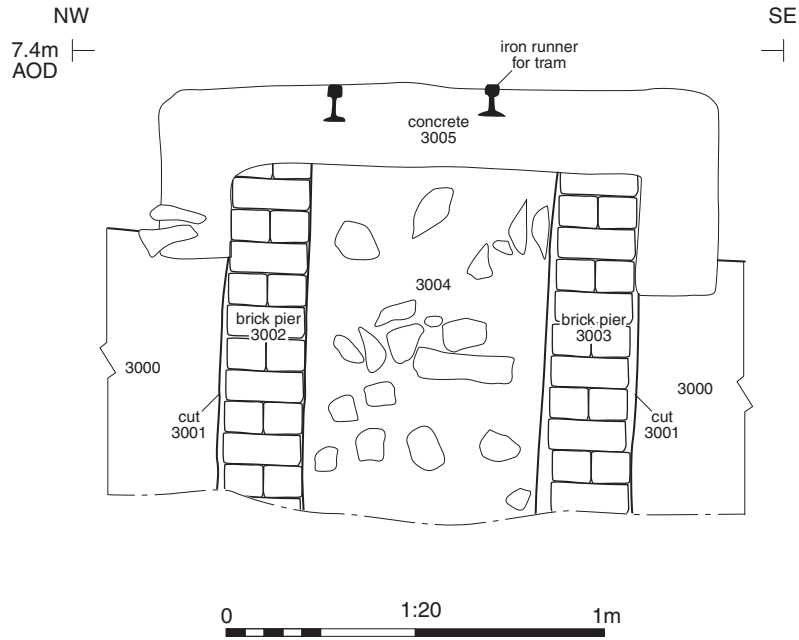 NW
SE
7.4m
AOD
iron runner
for tram
concrete
3005
3004
brick pier
3002
brick pier
3003
3000
3000
cut
3001
cut
3001
0
1:20
1m